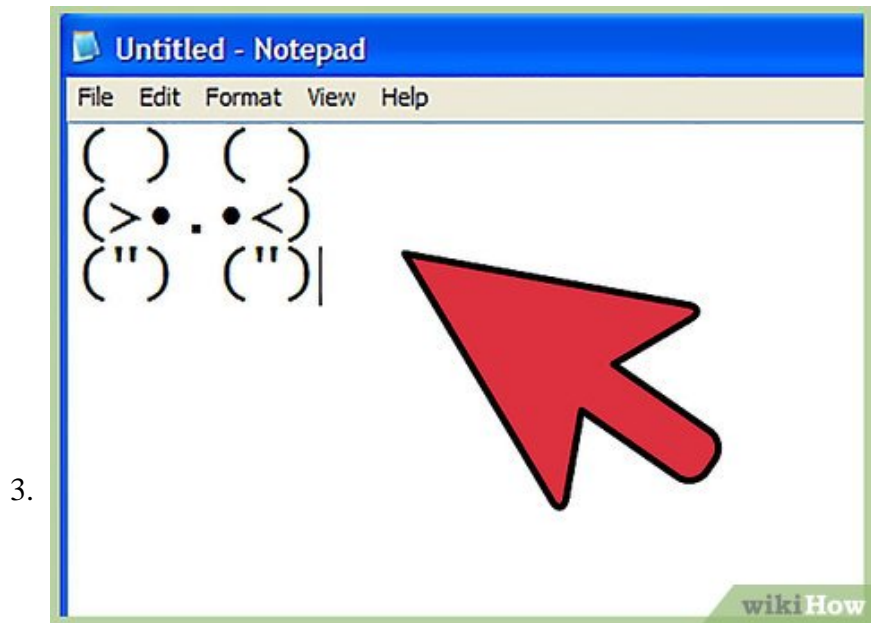 Untitled - Notepad
File Edit Format View Help
( ) ( )
(>•.•<)
(") (")
3.
wikiHow